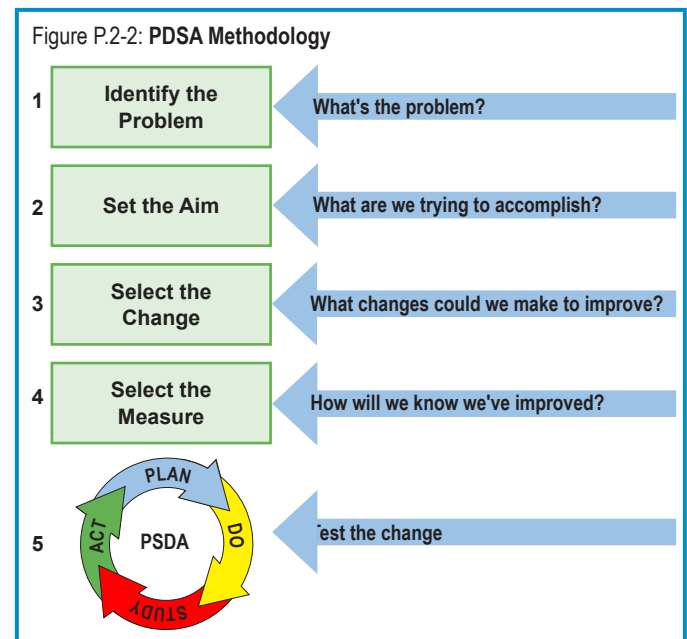 Figure P.2-2: PDSA Methodology
1
Identify the
Problem
What's the problem?
2
Set the Aim
What are we trying to accomplish?
3
Select the
Change
What changes could we make to improve?
4
Select the
Measure
How will we know we've improved?
5
PLAN
DO
STUDY
ACT
PSDA
Test the change